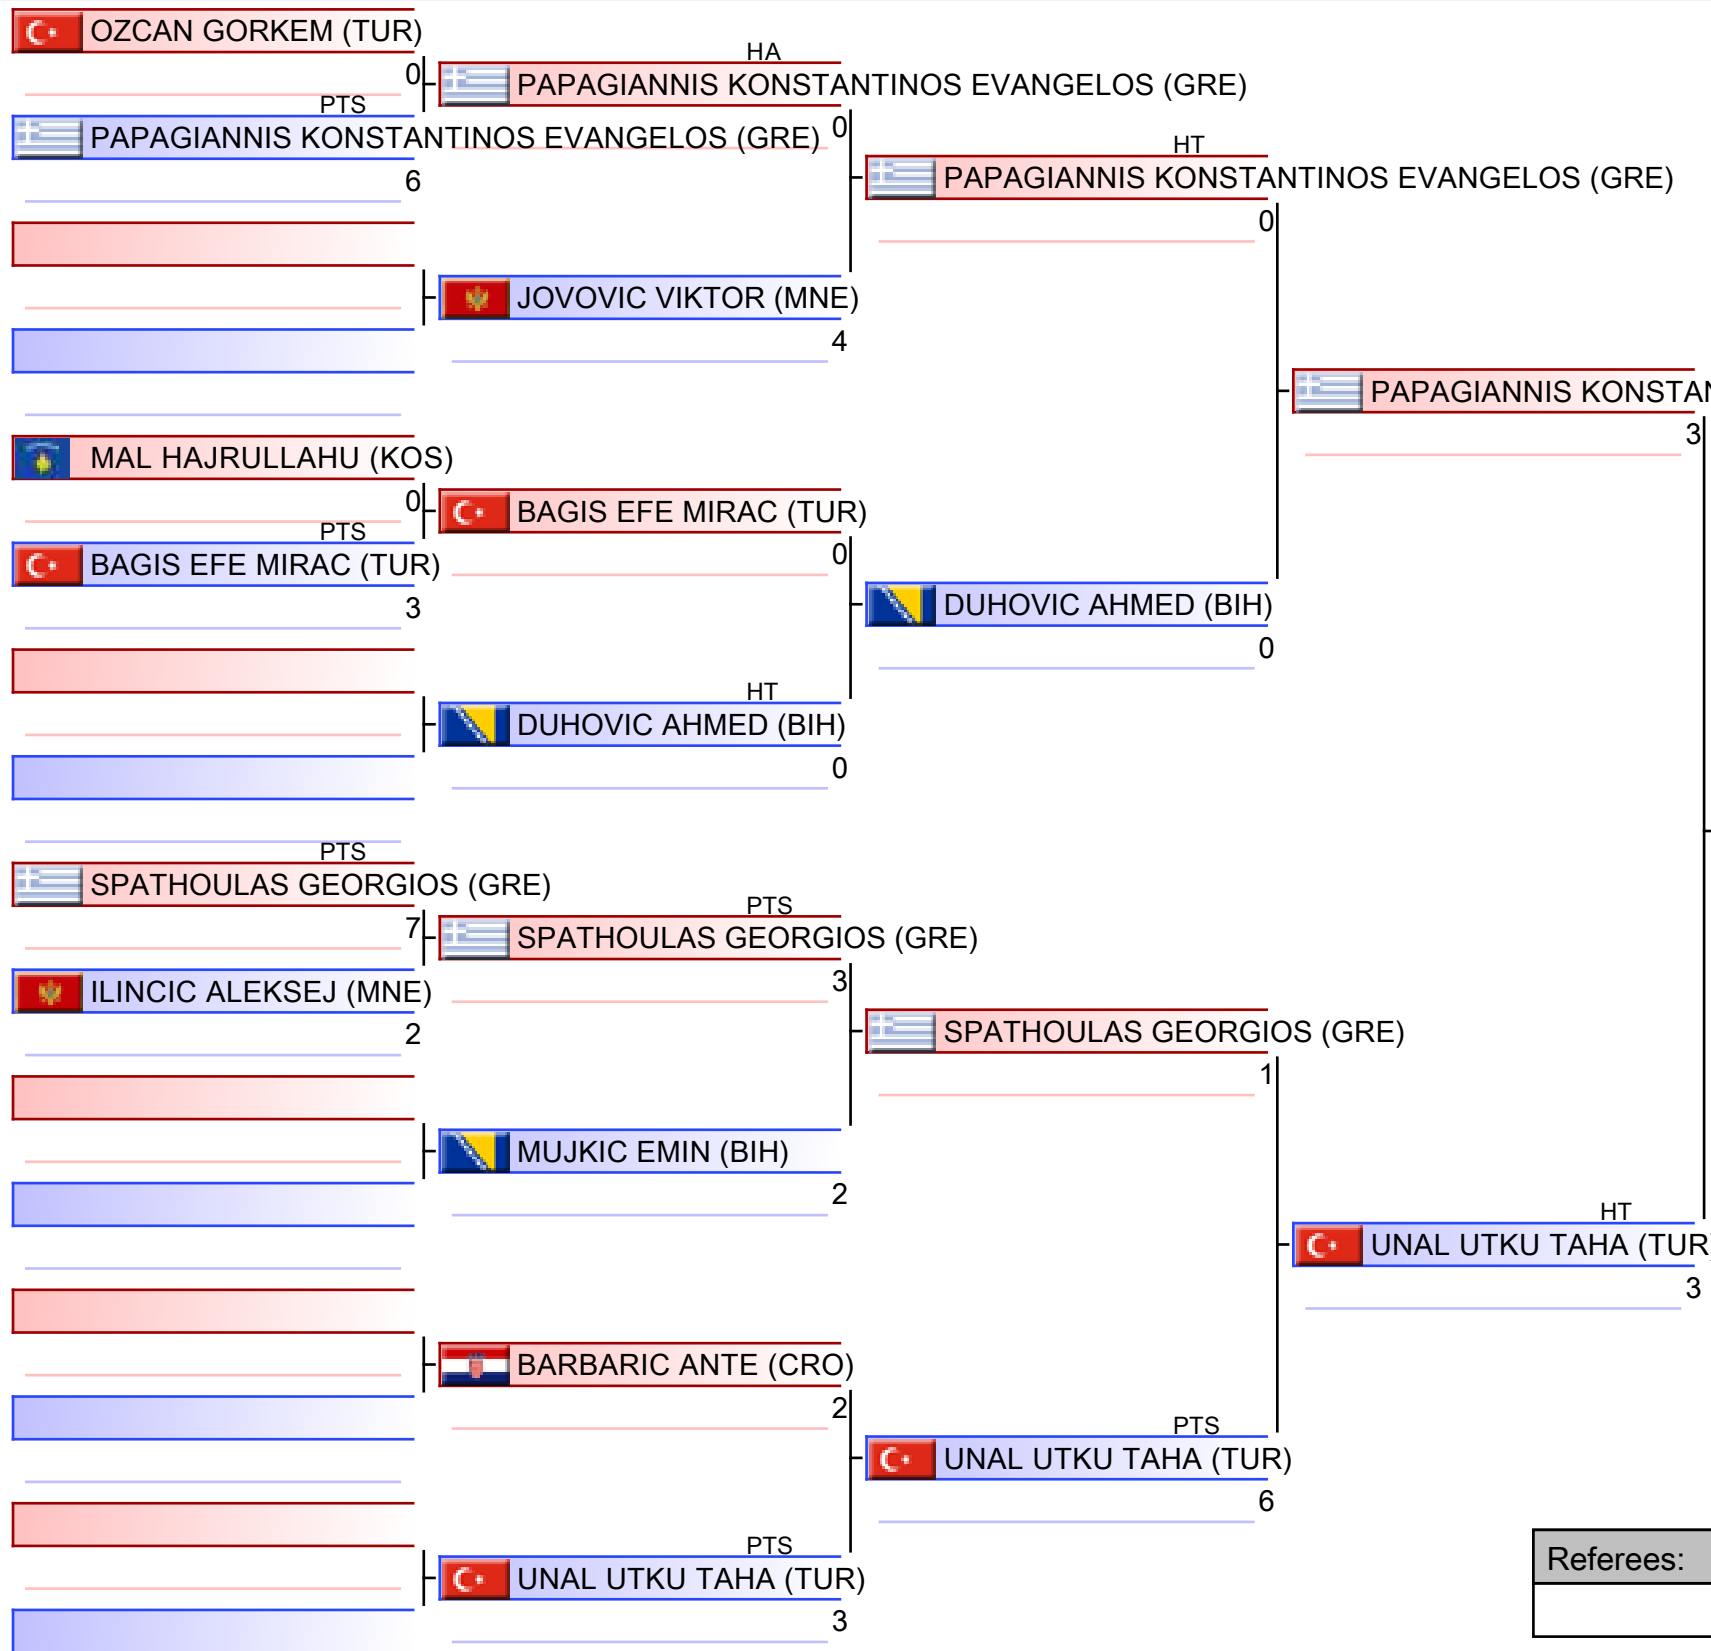 OZCAN GORKEM (TUR)
0
PTS
PAPAGIANNIS KONSTANTINOS EVANGELOS (GRE)
6
MAL HAJRULLAHU (KOS)
0
PTS
BAGIS EFE MIRAC (TUR)
3
PTS
SPATHOULAS GEORGIOS (GRE)
7
ILINCIC ALEKSEJ (MNE)
2
HA
PAPAGIANNIS KONSTANTINOS EVANGELOS (GRE)
0
JOVOVIC VIKTOR (MNE)
4
BAGIS EFE MIRAC (TUR)
0
HT
DUHOVIC AHMED (BIH)
0
PTS
SPATHOULAS GEORGIOS (GRE)
3
MUJKIC EMIN (BIH)
2
BARBARIC ANTE (CRO)
2
PTS
UNAL UTKU TAHA (TUR)
3
HT
PAPAGIANNIS KONSTANTINOS EVANGELOS (GRE)
0
DUHOVIC AHMED (BIH)
0
SPATHOULAS GEORGIOS (GRE)
1
PTS
UNAL UTKU TAHA (TUR)
6
PAPAGIANNIS KONSTAN
3
HT
UNAL UTKU TAHA (TUR)
3
Referees: